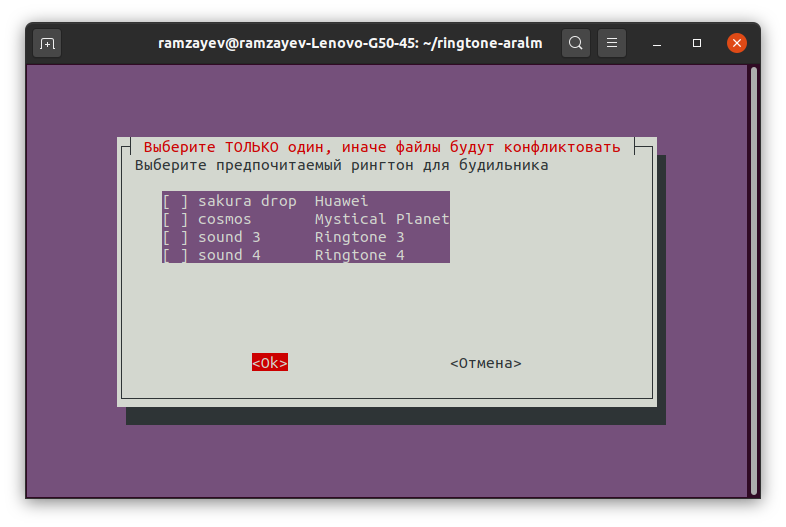 ramzayev@ramzayev-Lenovo-G50-45: ~/ringtone-aralm
Выберите ТОЛЬКО один, иначе файлы будут конфликтовать
Выберите предпочитаемый рингтон для будильника
[ ] sakura drop  Huawei
[ ] cosmos       Mystical Planet
[ ] sound 3      Ringtone 3
[ ] sound 4      Ringtone 4
<Ok> <Отмена>